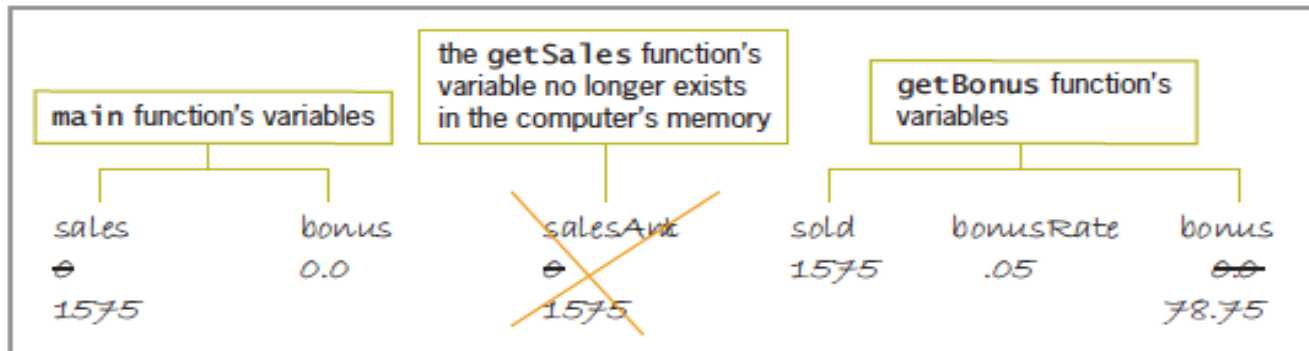 main function's variables
the getSales function's
variable no longer exists
in the computer's memory
getBonus function's
variables
sales bonus salesAmt sold bonusRate bonus
0 0.0 0 1575 .05 0.0
1575 1575 78.75